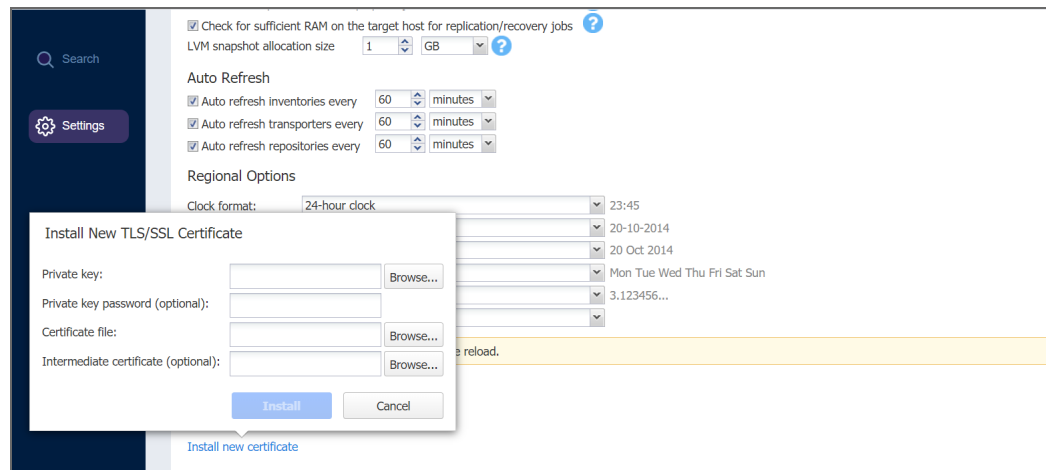 Check for sufficient RAM on the target host for replication/recovery jobs ?
LVM snapshot allocation size 1 GB ?
Search
Auto Refresh
Auto refresh inventories every 60 minutes
Settings
Auto refresh transporters every 60 minutes
Auto refresh repositories every 60 minutes
Regional Options
Clock format: 24-hour clock 23:45
20-10-2014
20 Oct 2014
Mon Tue Wed Thu Fri Sat Sun
3.123456...
Install New TLS/SSL Certificate
Private key: Browse...
Private key password (optional):
Certificate file: Browse...
Intermediate certificate (optional): Browse...
Install Cancel
reload.
Install new certificate